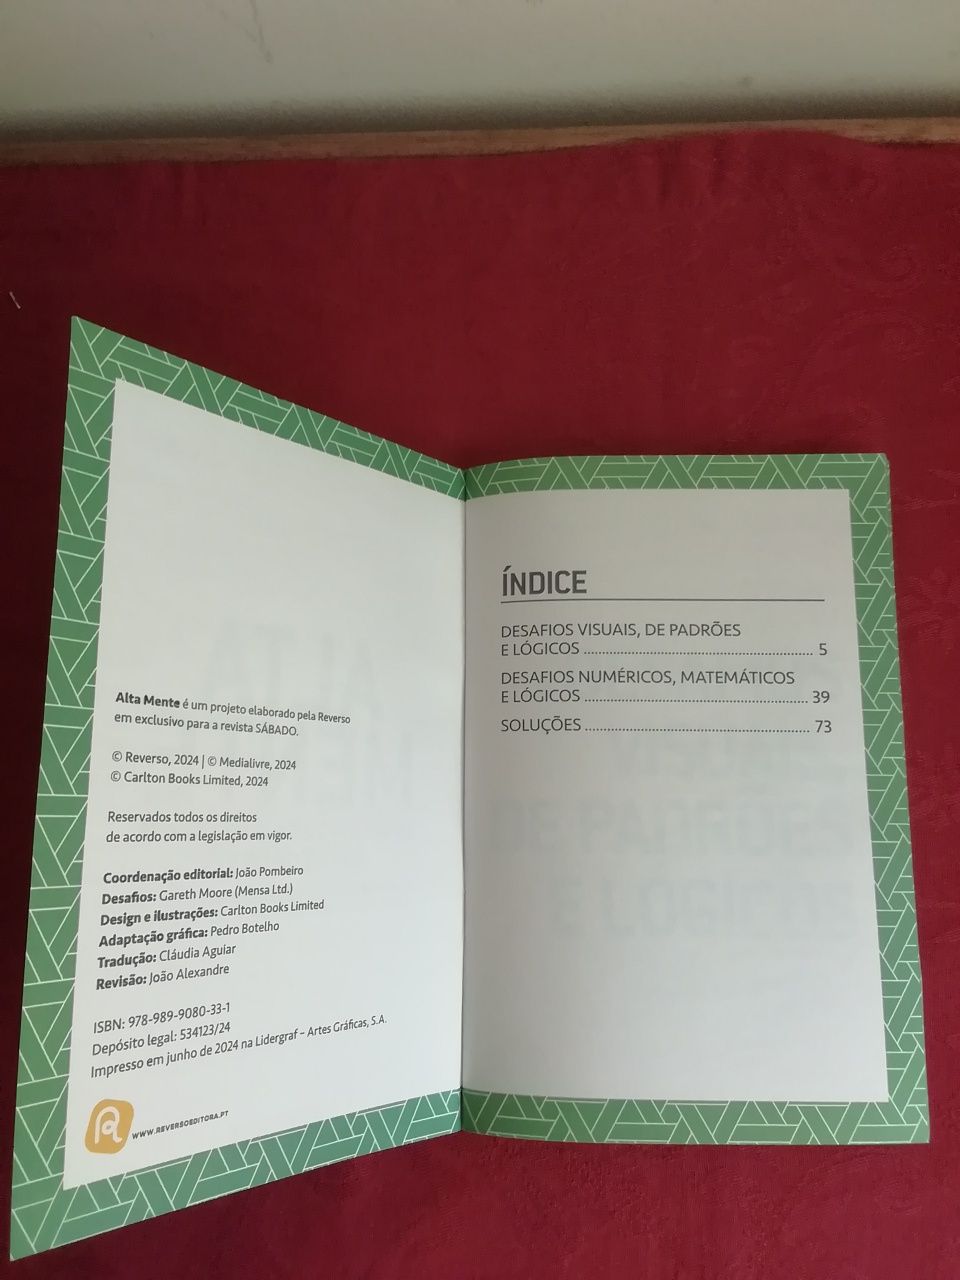 Alta Mente é um projeto elaborado pela Reverso
em exclusivo para a revista SÁBADO.
© Reverso, 2024 | © Medialivre, 2024
© Carlton Books Limited, 2024
Reservados todos os direitos
de acordo com a legislação em vigor.
Coordenação editorial: João Pombeiro
Desafios: Gareth Moore (Mensa Ltd.)
Design e ilustrações: Carlton Books Limited
Adaptação gráfica: Pedro Botelho
Tradução: Cláudia Aguiar
Revisão: João Alexandre
ISBN: 978-989-9080-33-1
Depósito legal: 534123/24
Impresso em junho de 2024 na Lidergraf – Artes Gráficas, S.A.
WWW.REVERSOEDITORA.PT
ÍNDICE
DESAFIOS VISUAIS, DE PADRÕES
E LÓGICOS ............................................................... 5
DESAFIOS NUMÉRICOS, MATEMÁTICOS
E LÓGICOS ............................................................ 39
SOLUÇÕES ............................................................ 73